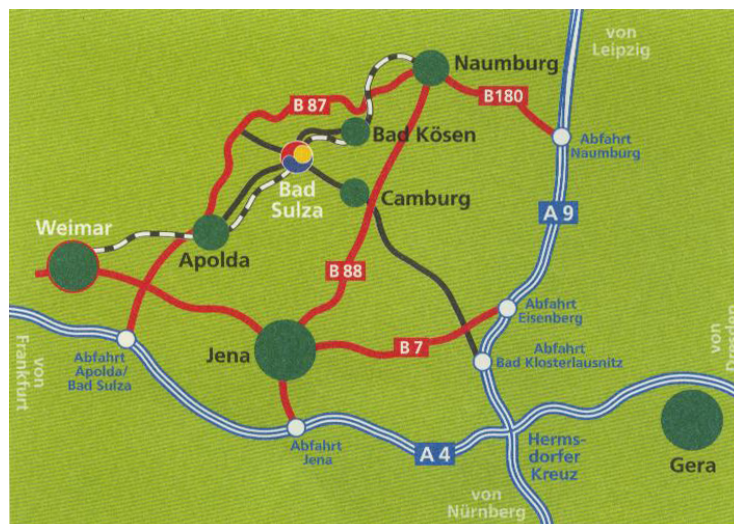 von
Leipzig
Naumburg
B 87
B180
Bad Kösen
Abfahrt
Naumburg
Bad
Sulza
Camburg
A 9
Weimar
Apolda
B 88
Abfahrt
Eisenberg
Jena
B 7
von
Frankfurt
Abfahrt
Apolda/
Bad Sulza
Abfahrt
Bad Klosterlausnitz
von
Abfahrt
Jena
A 4
Herms-
dorfer
Kreuz
Gera
von
Nürnberg